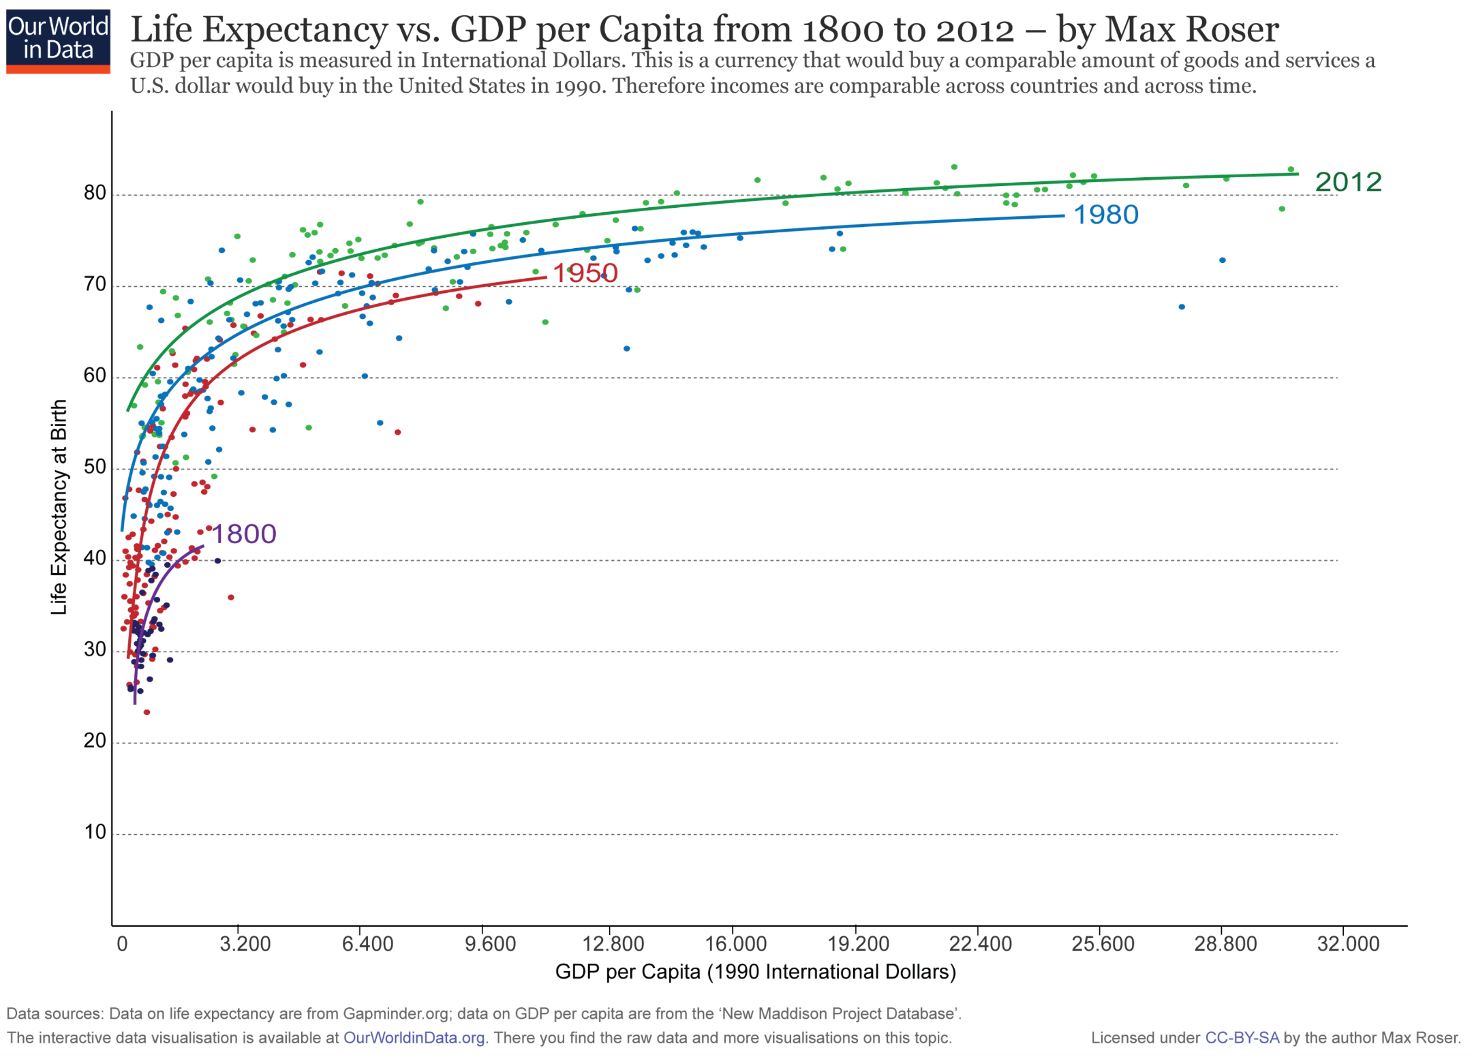 Our World
in Data
Life Expectancy vs. GDP per Capita from 1800 to 2012 – by Max Roser
GDP per capita is measured in International Dollars. This is a currency that would buy a comparable amount of goods and services a
U.S. dollar would buy in the United States in 1990. Therefore incomes are comparable across countries and across time.
Life Expectancy at Birth
80
70
60
50
40
30
20
10
2012
1980
1950
1800
0
3.200
6.400
9.600
12.800
16.000
19.200
22.400
25.600
28.800
32.000
GDP per Capita (1990 International Dollars)
Data sources: Data on life expectancy are from Gapminder.org; data on GDP per capita are from the ‘New Maddison Project Database’.
The interactive data visualisation is available at OurWorldinData.org. There you find the raw data and more visualisations on this topic.
Licensed under CC-BY-SA by the author Max Roser.